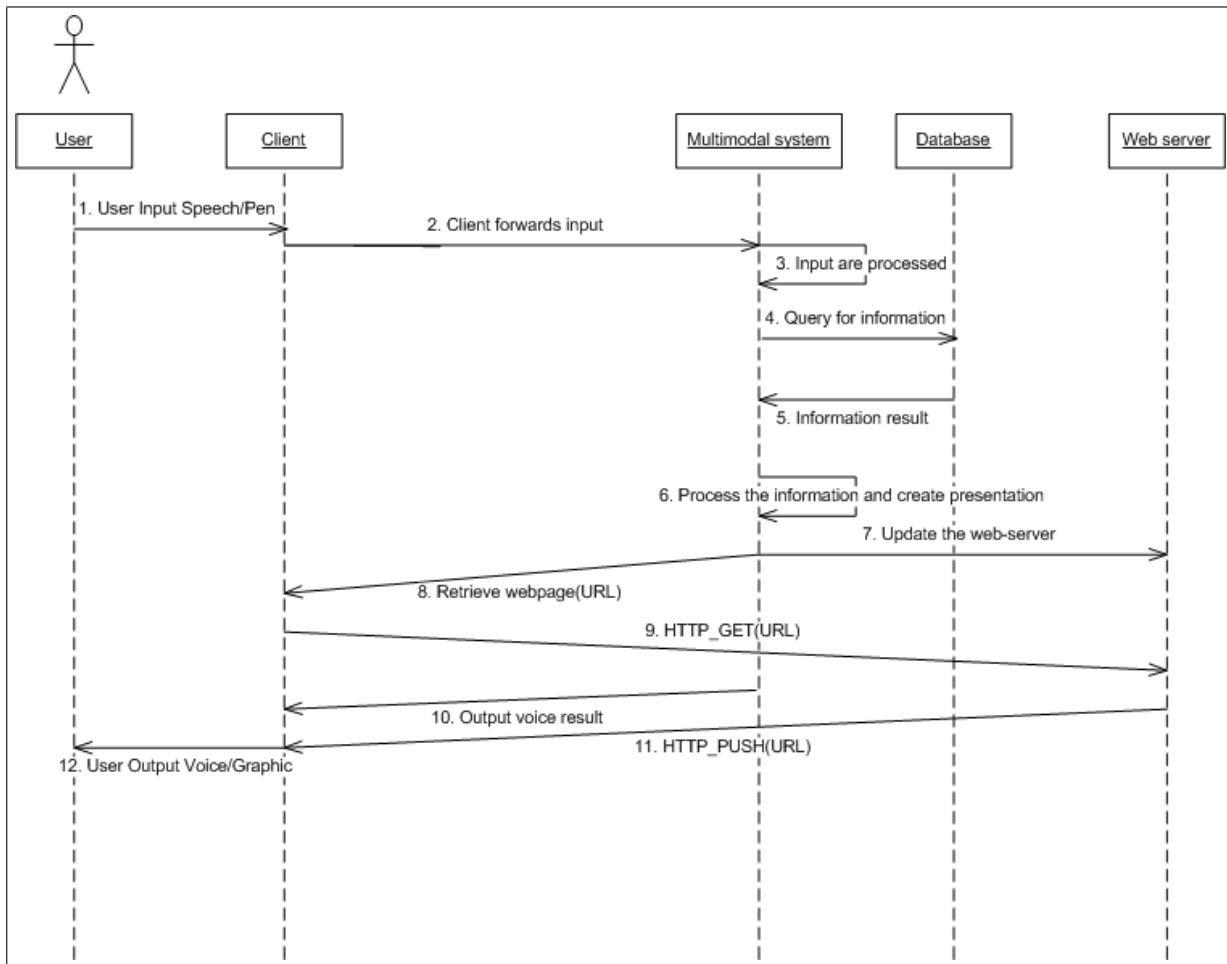 User
Client
Multimodal system
Database
Web server
1. User Input Speech/Pen
2. Client forwards input
3. Input are processed
4. Query for information
5. Information result
6. Process the information and create presentation
7. Update the web-server
8. Retrieve webpage(URL)
9. HTTP_GET(URL)
10. Output voice result
11. HTTP_PUSH(URL)
12. User Output Voice/Graphic